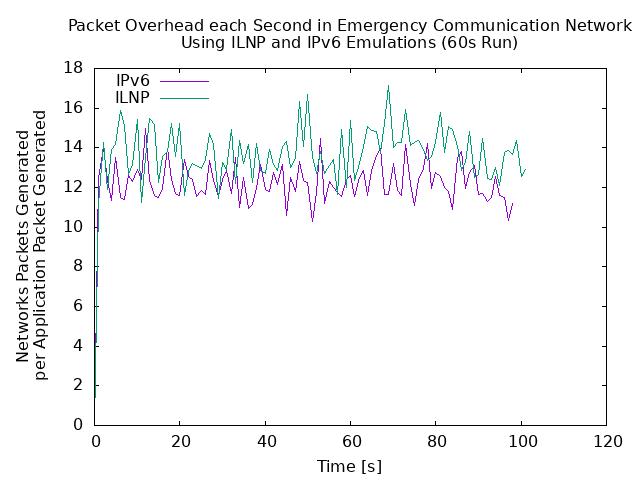 Packet Overhead each Second in Emergency Communication Network
Using ILNP and IPv6 Emulations (60s Run)
Networks Packets Generated
per Application Packet Generated
IPv6
ILNP
18
16
14
12
10
8
6
4
2
0
0 20 40 60 80 100 120
Time [s]